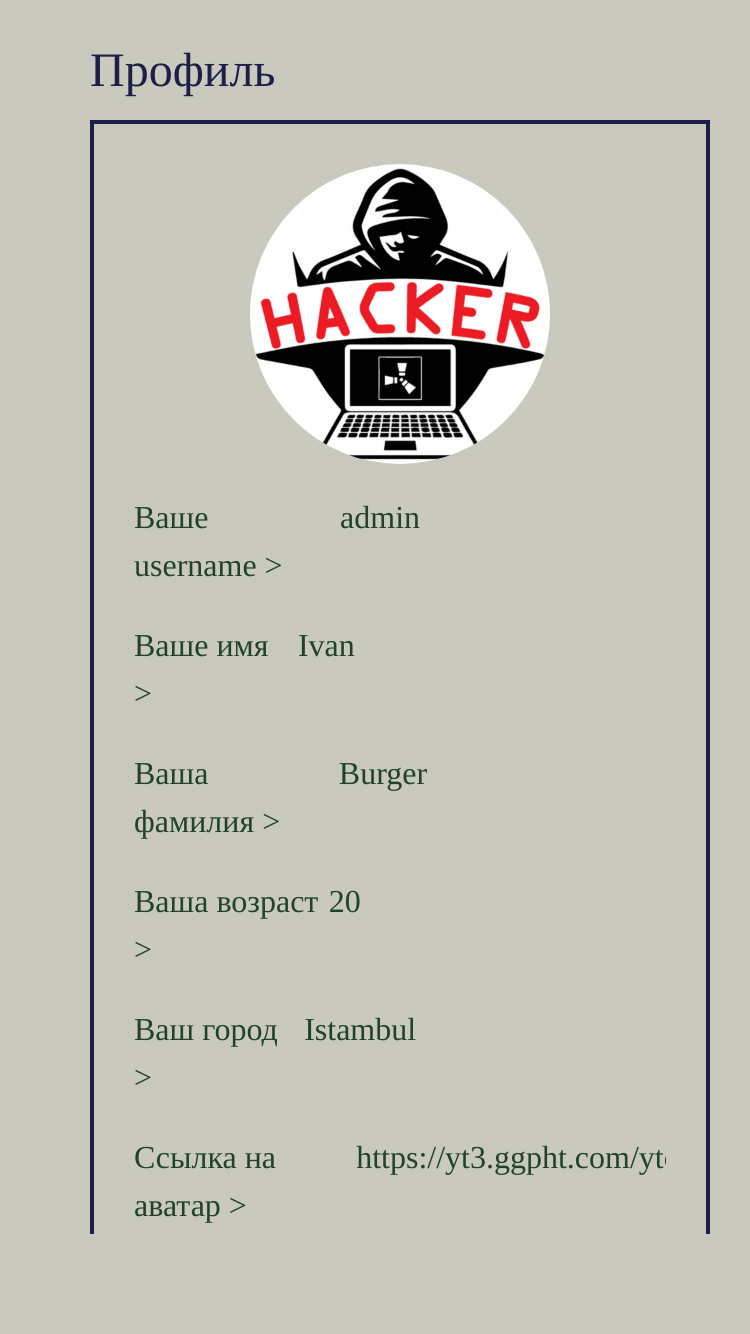 Профиль
HACKER
Ваше admin
username >
Ваше имя Ivan
>
Ваша Burger
фамилия >
Ваша возраст 20
>
Ваш город Istambul
>
Ссылка на https://yt3.ggpht.com/yt
аватар >